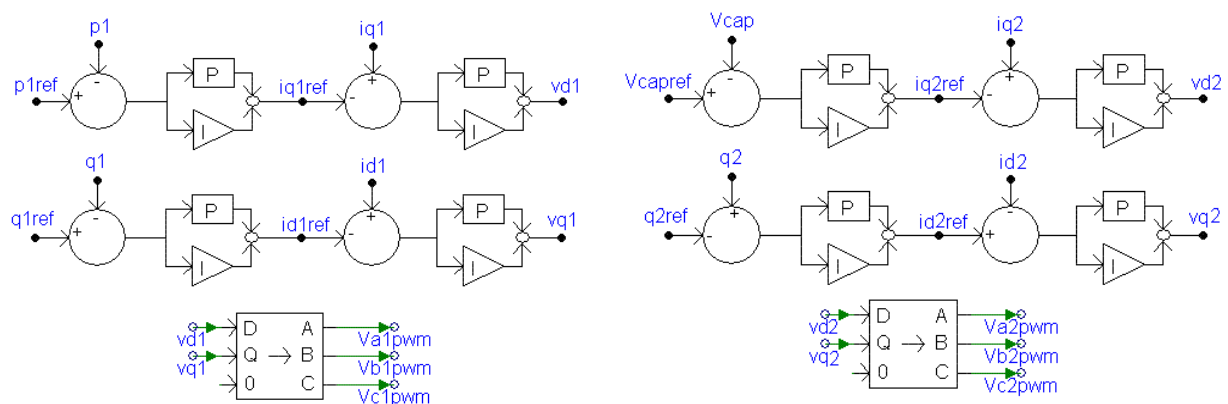 p1
iq1
Vcap
iq2
P
P
P
P
p1ref
+
-
iq1ref
-
+
vd1
Vcapref
+
-
iq2ref
-
+
vd2
I
I
I
I
q1
id1
q2
id2
P
P
P
P
q1ref
+
-
id1ref
-
+
vq1
q2ref
-
+
id2ref
+
-
vq2
I
I
I
I
vd1
D
A
Va1pwm
vq1
Q
B
Vb1pwm
0
C
Vc1pwm
vd2
D
A
Va2pwm
vq2
Q
B
Vb2pwm
0
C
Vc2pwm